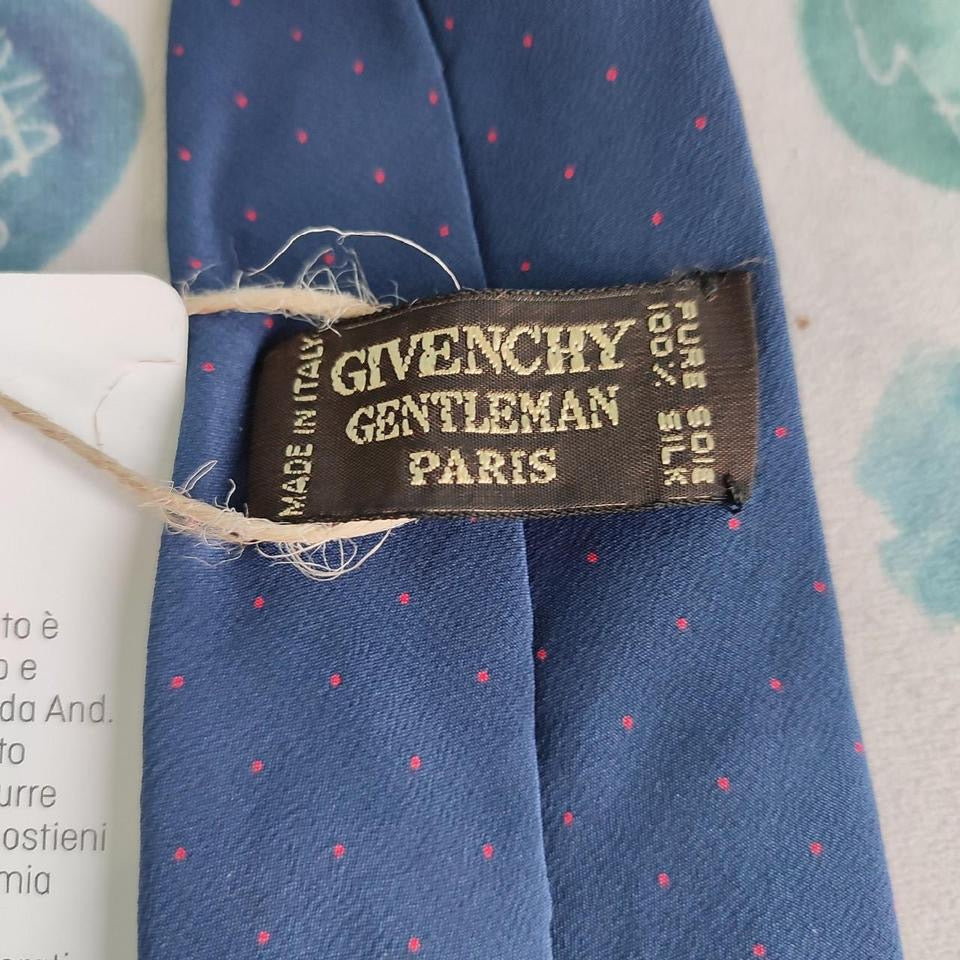 MADE IN ITALY
GIVENCHY
GENTLEMAN
PARIS
PURE SOIE
100% SILK
to è
e
da And.
to
urre
ostieni
mia